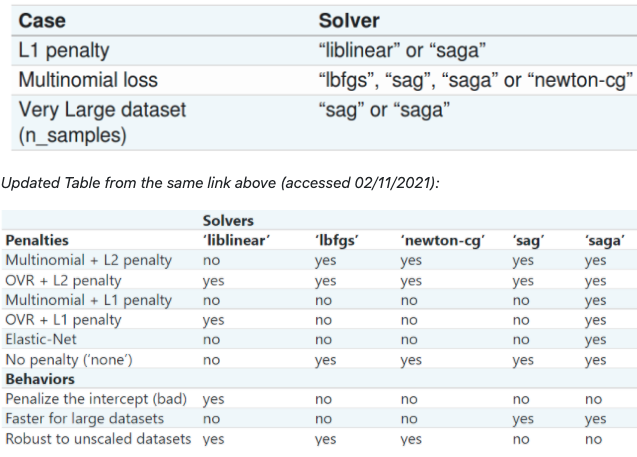 Case Solver
L1 penalty “liblinear” or “saga”
Multinomial loss “lbfgs”, “sag”, “saga” or “newton-cg”
Very Large dataset “sag” or “saga”
(n_samples)
Updated Table from the same link above (accessed 02/11/2021):
Solvers
Penalties ‘liblinear’ ‘lbfgs’ ‘newton-cg’ ‘sag’ ‘saga’
Multinomial + L2 penalty no yes yes yes yes
OVR + L2 penalty yes yes yes yes yes
Multinomial + L1 penalty no no no no yes
OVR + L1 penalty yes no no no yes
Elastic-Net no no no no yes
No penalty (‘none’) no yes yes yes yes
Behaviors
Penalize the intercept (bad) yes no no no no
Faster for large datasets no no no yes yes
Robust to unscaled datasets yes yes yes no no